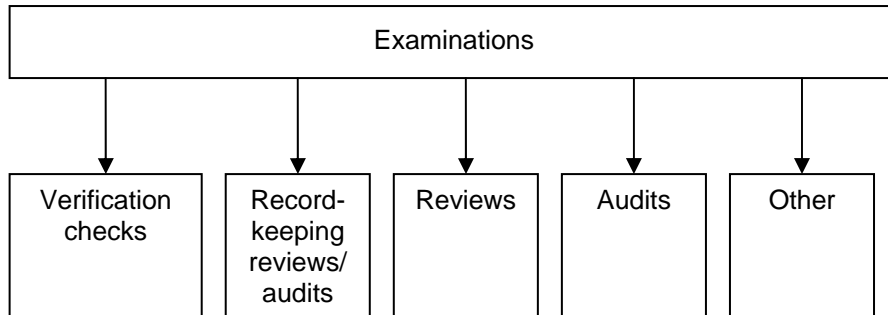 Examinations
Verification
checks
Record-
keeping
reviews/
audits
Reviews
Audits
Other